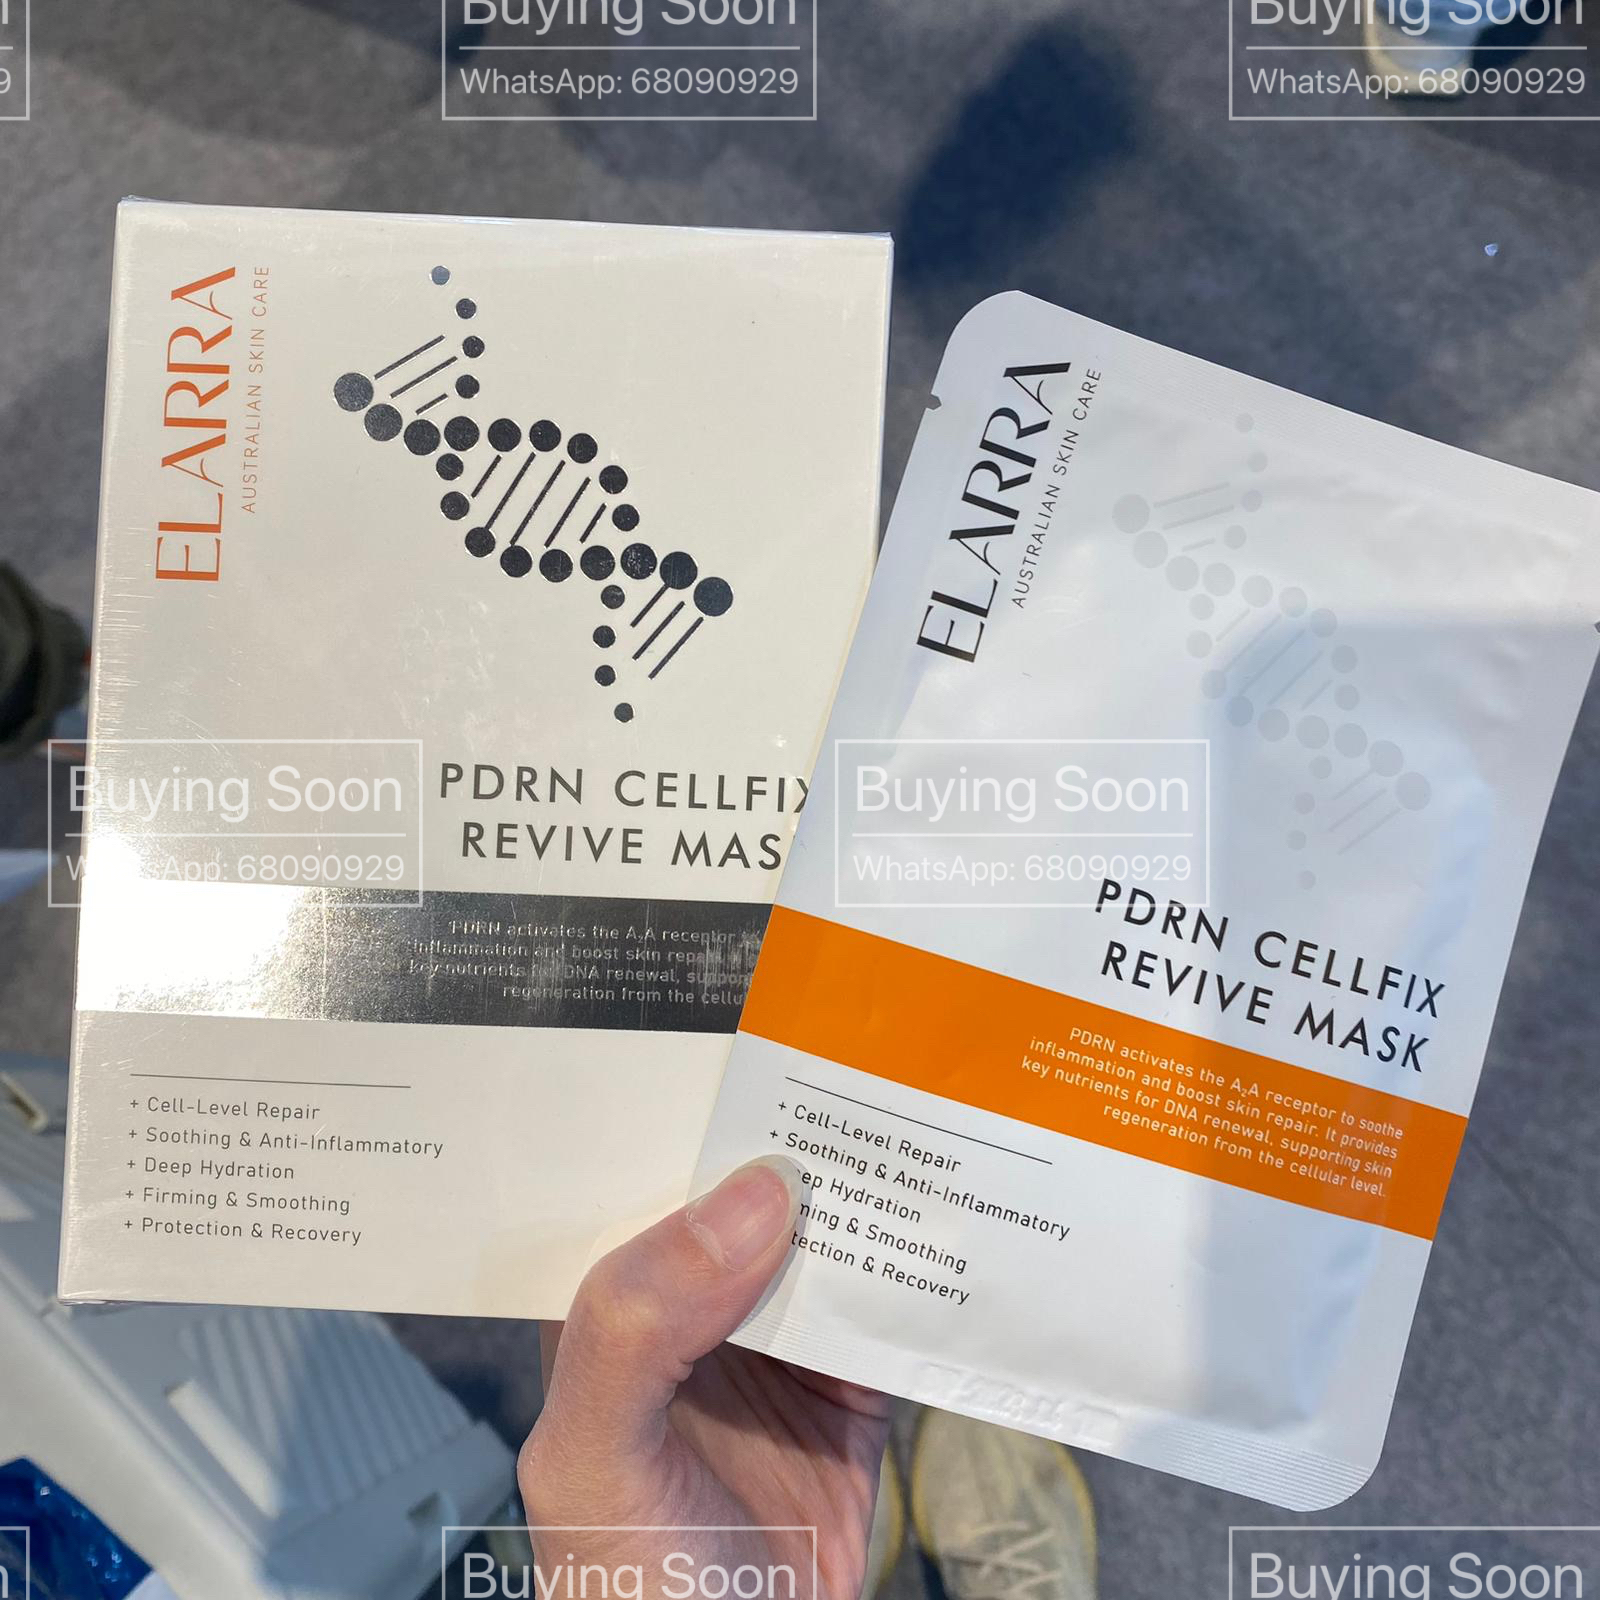 Buying Soon
WhatsApp: 68090929
Buying Soon
WhatsApp: 68090929
9
ELARRA
AUSTRALIAN SKIN CARE
PDRN CELLFIX
REVIVE MAS
PDRN activates the A₂A receptor
inflammation and boost skin repa
key nutrients for DNA renewal, suppor
regeneration from the cellu
+ Cell-Level Repair
+ Soothing & Anti-Inflammatory
+ Deep Hydration
+ Firming & Smoothing
+ Protection & Recovery
ELARRA
AUSTRALIAN SKIN CARE
PDRN CELLFIX
REVIVE MASK
PDRN activates the A₂A receptor to soothe
inflammation and boost skin repair. It provides
key nutrients for DNA renewal, supporting skin
regeneration from the cellular level.
+ Cell-Level Repair
+ Soothing & Anti-Inflammatory
ep Hydration
ming & Smoothing
tection & Recovery
Buying Soon
WhatsApp: 68090929
Buying Soon
WhatsApp: 68090929
Buying Soon
Buying Soon